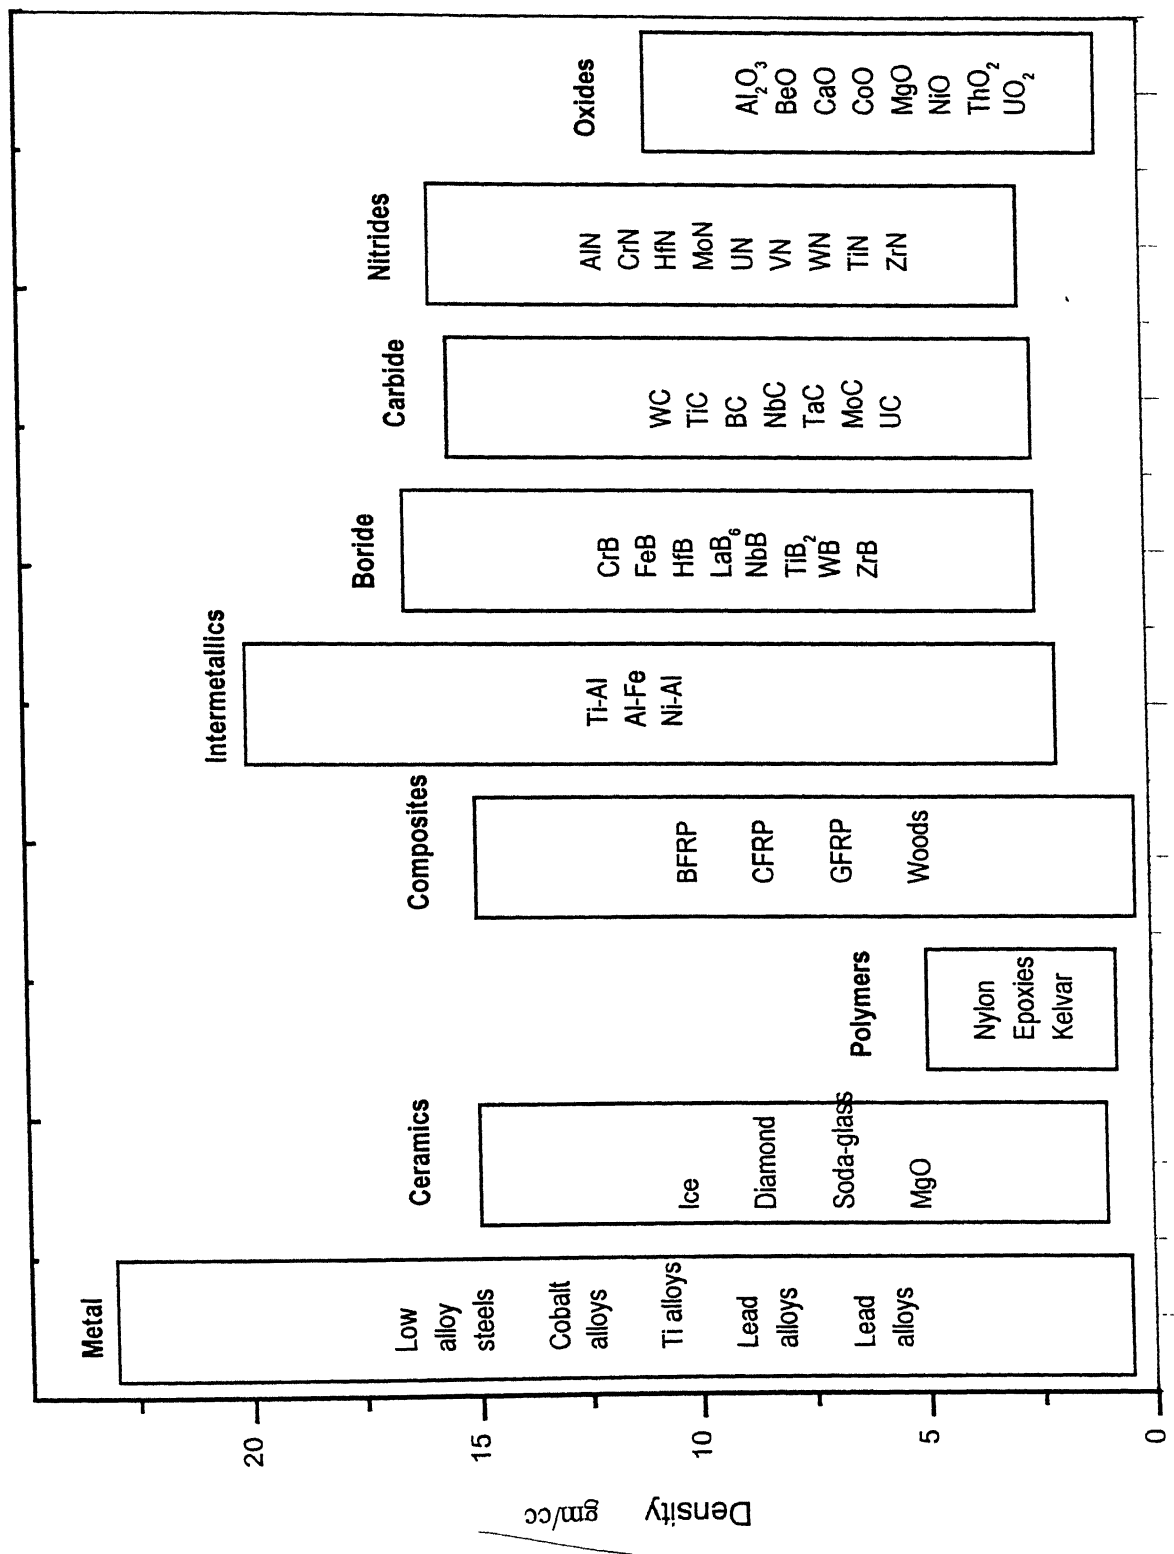 Metal
Low
alloy
steels
Cobalt
alloys
Ti alloys
Lead
alloys
Lead
alloys
Ceramics
Ice
Diamond
Soda-glass
MgO
Polymers
Nylon
Epoxies
Kelvar
Composites
BFRP
CFRP
GFRP
Woods
Intermetallics
Ti-Al
Al-Fe
Ni-Al
Boride
CrB
FeB
HfB
LaB₆
NbB
TiB₂
WB
ZrB
Carbide
WC
TiC
BC
NbC
TaC
MoC
UC
Nitrides
AlN
CrN
HfN
MoN
UN
VN
WN
TiN
ZrN
Oxides
Al₂O₃
BeO
CaO
CoO
MgO
NiO
ThO₂
UO₂
20
15
10
5
0
Density
gm/cc